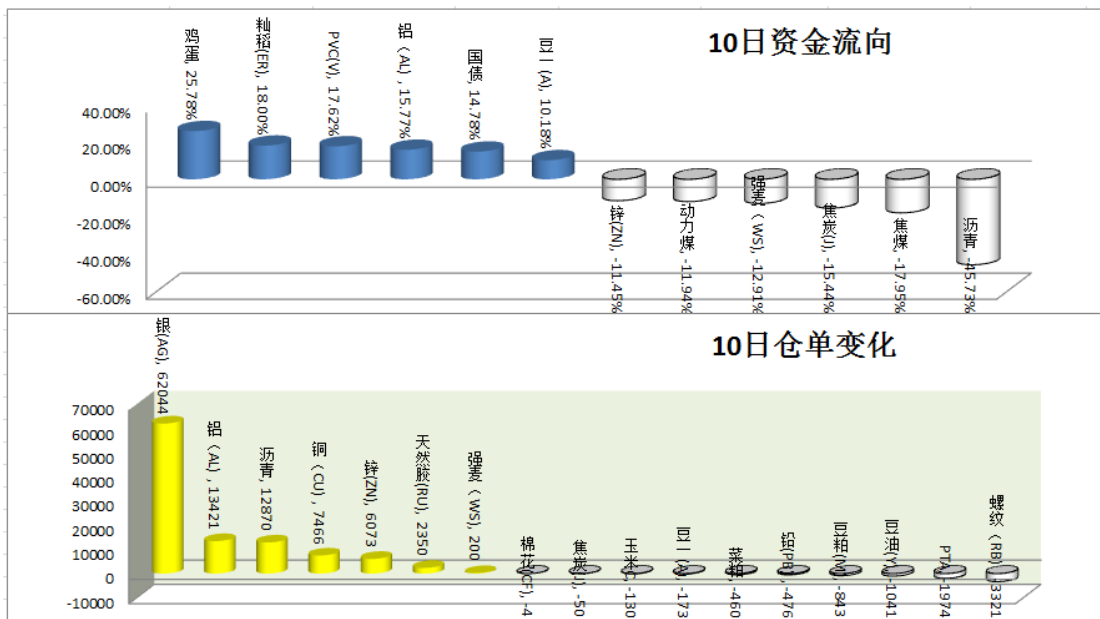 10日资金流向
40.00%
20.00%
0.00%
-20.00%
-40.00%
-60.00%
鸡蛋, 25.78%
籼稻(ER), 18.00%
PVC(V), 17.62%
铝（AL）, 15.77%
国债, 14.78%
豆一(A), 10.18%
锌(ZN), -11.45%
动力煤, -11.94%
强麦（WS）, -12.91%
焦炭(J), -15.44%
焦煤, -17.95%
沥青, -45.73%
10日仓单变化
70000
60000
50000
40000
30000
20000
10000
0
-10000
银(AG), 62044
铝（AL）, 13421
沥青, 12870
铜（CU）, 7466
锌(ZN), 6073
天然胶(RU), 2350
强麦（WS）, 200
棉花(CF), -4
焦炭(J), -50
玉米C, -130
豆一(A), -173
菜粕, -460
铅(PB), -476
豆粕(M), -843
豆油(Y), -1041
PTA, -1974
螺纹（RB）, -3321